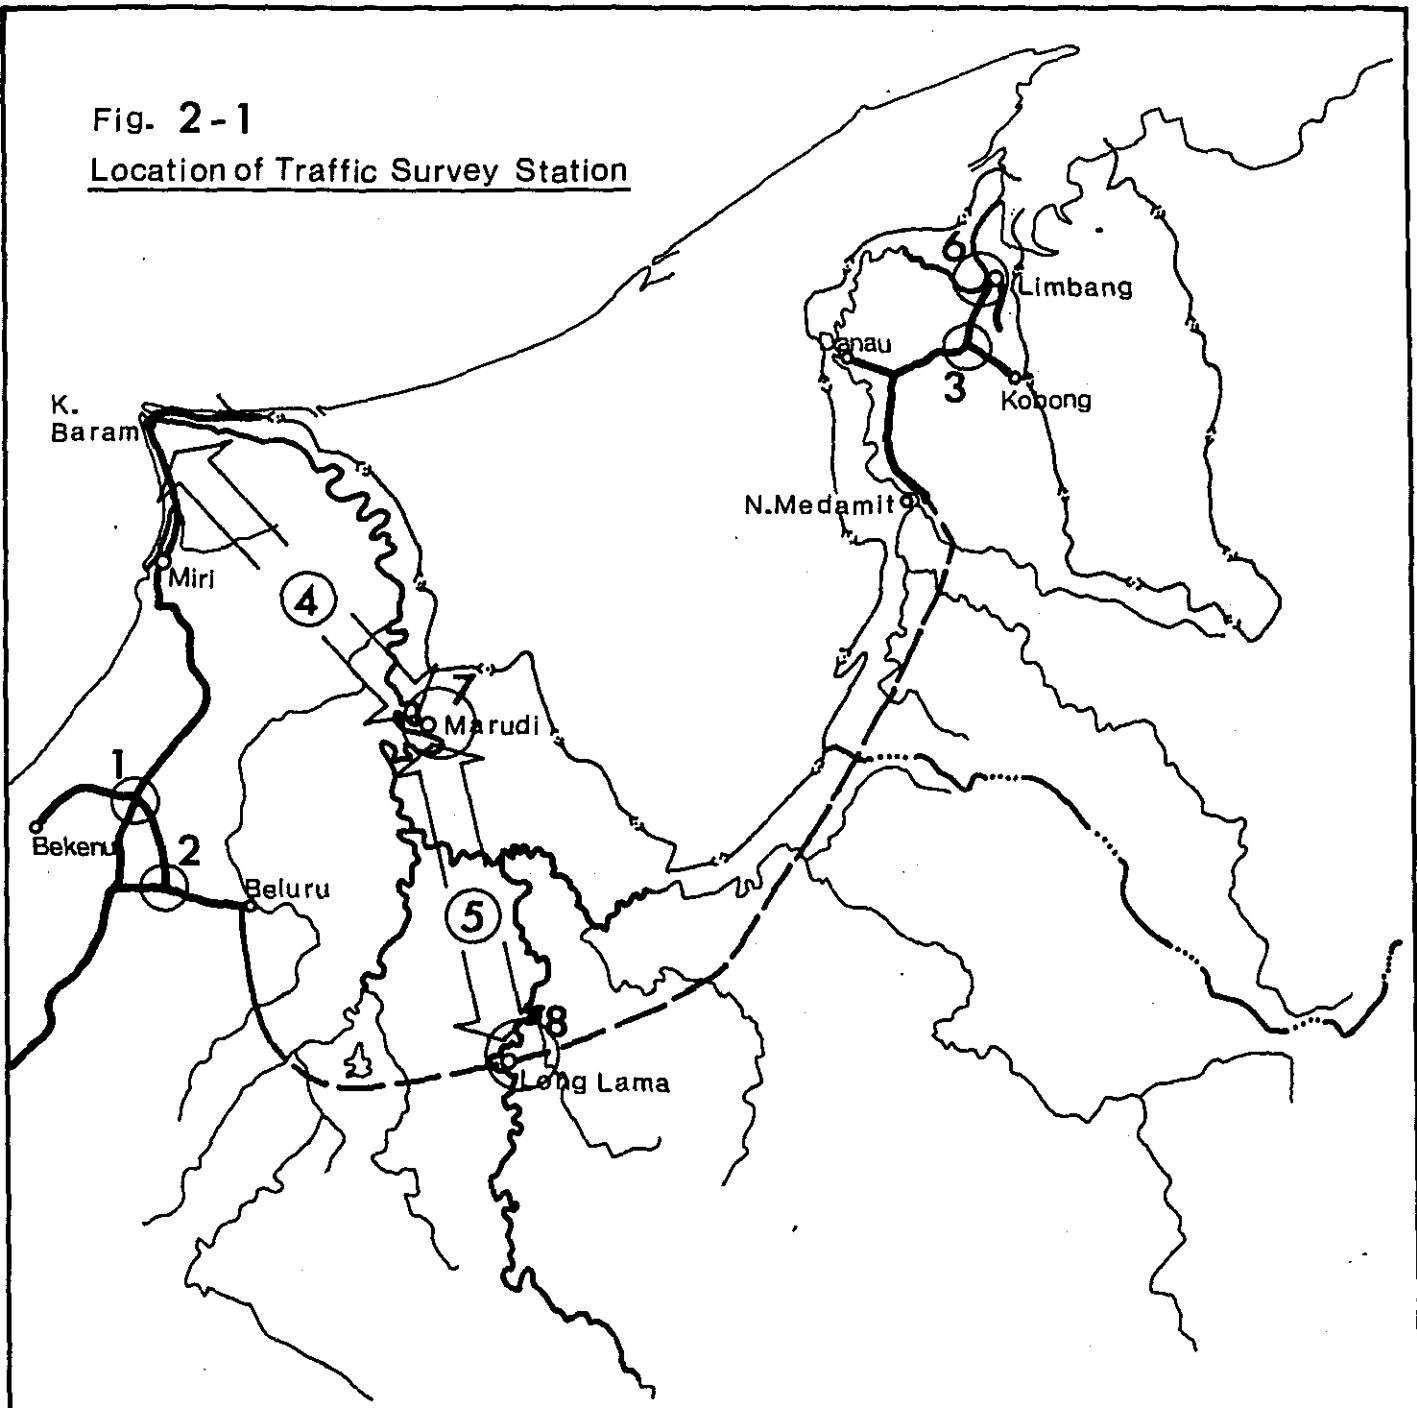 Fig. 2-1
Location of Traffic Survey Station
6
Limbang
Danau
3
Kobong
K.
Baram
N.Medamit
Miri
4
7
Marudi
1
Bekenu
2
Beluru
5
8
Long Lama